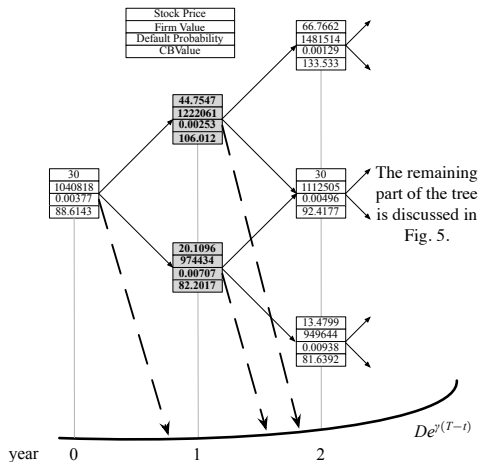 Stock Price
Firm Value
Default Probability
CBValue
66.7662
1481514
0.00129
133.533
44.7547
1222061
0.00253
106.012
30
1040818
0.00377
88.6143
30
1112505
0.00496
92.4177
The remaining
part of the tree
is discussed in
Fig. 5.
20.1096
974434
0.00707
82.2017
13.4799
949644
0.00938
81.6392
De^{γ(T−t)}
year 0 1 2